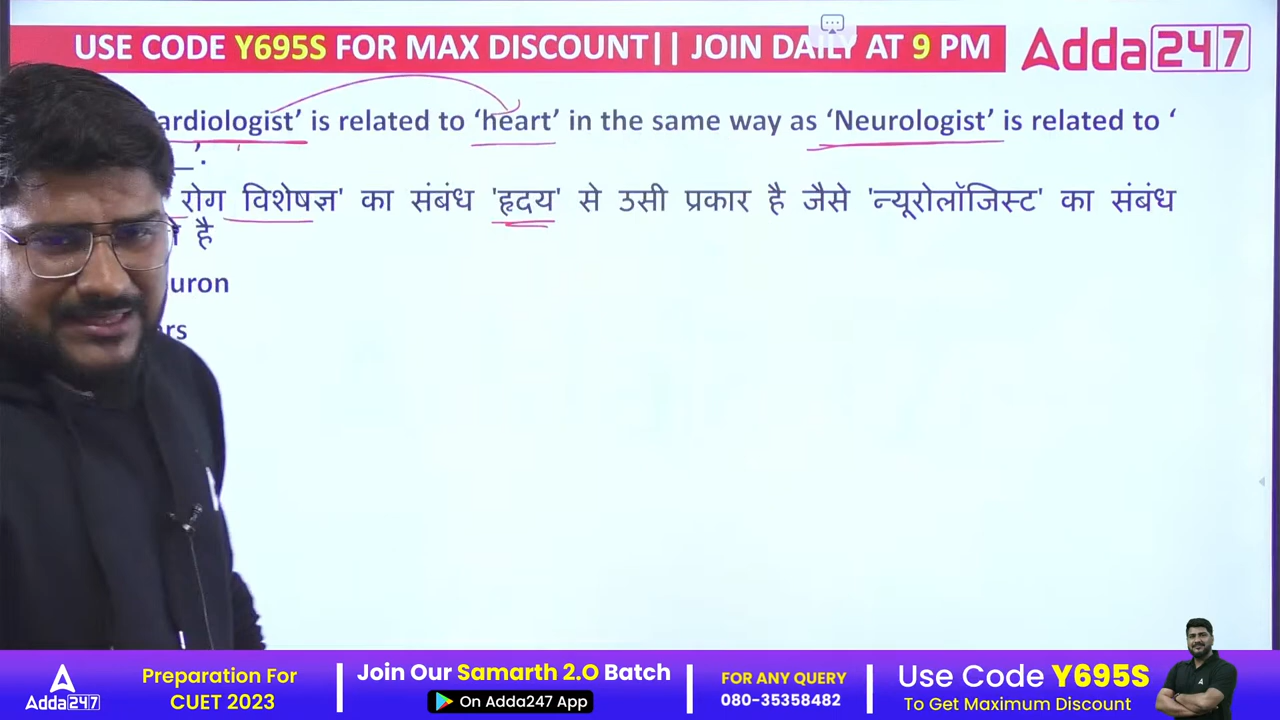 USE CODE Y695S FOR MAX DISCOUNT|| JOIN DAILY AT 9 PM
Adda247
ardiologist' is related to 'heart' in the same way as 'Neurologist' is related to '
__'.
रोग विशेषज्ञ' का संबंध 'हृदय' से उसी प्रकार है जैसे 'न्यूरोलॉजिस्ट' का संबंध
है
uron
rs
Adda247
Preparation For
CUET 2023
Join Our Samarth 2.O Batch
On Adda247 App
FOR ANY QUERY
080-35358482
Use Code Y695S
To Get Maximum Discount